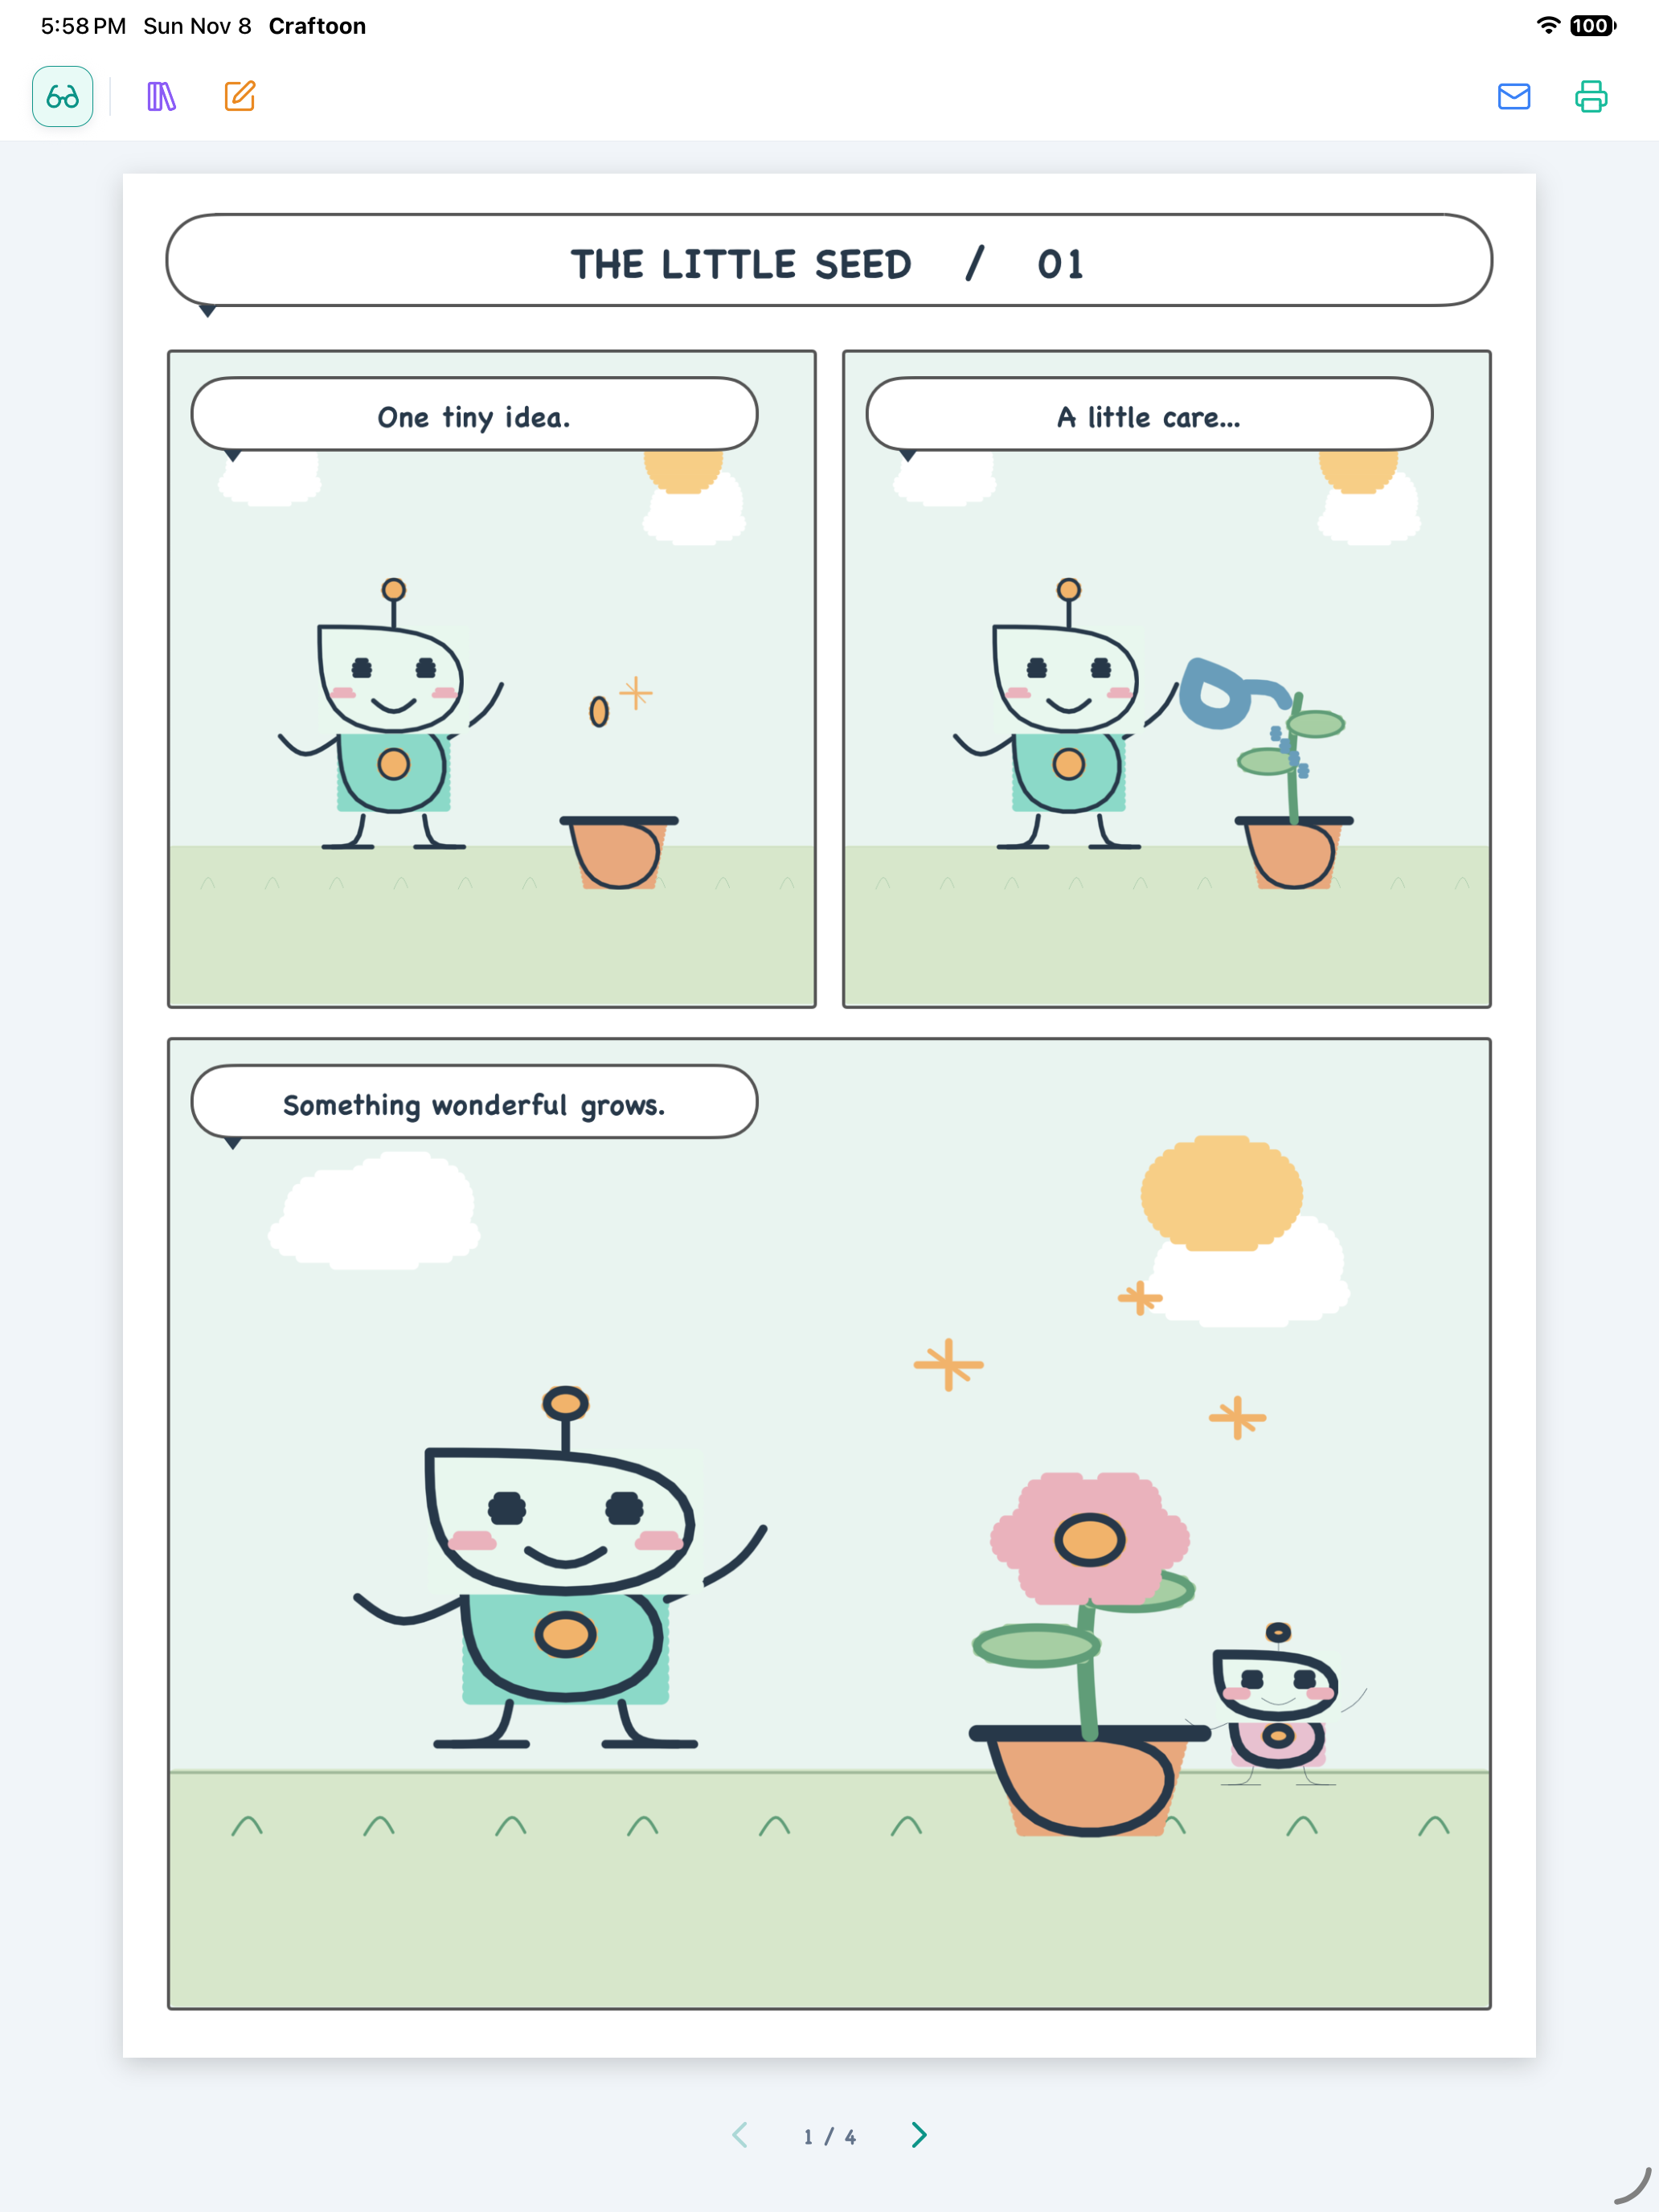 5:58 PM Sun Nov 8 Craftoon
100
THE LITTLE SEED / 01
One tiny idea.
A little care...
Something wonderful grows.
1 / 4